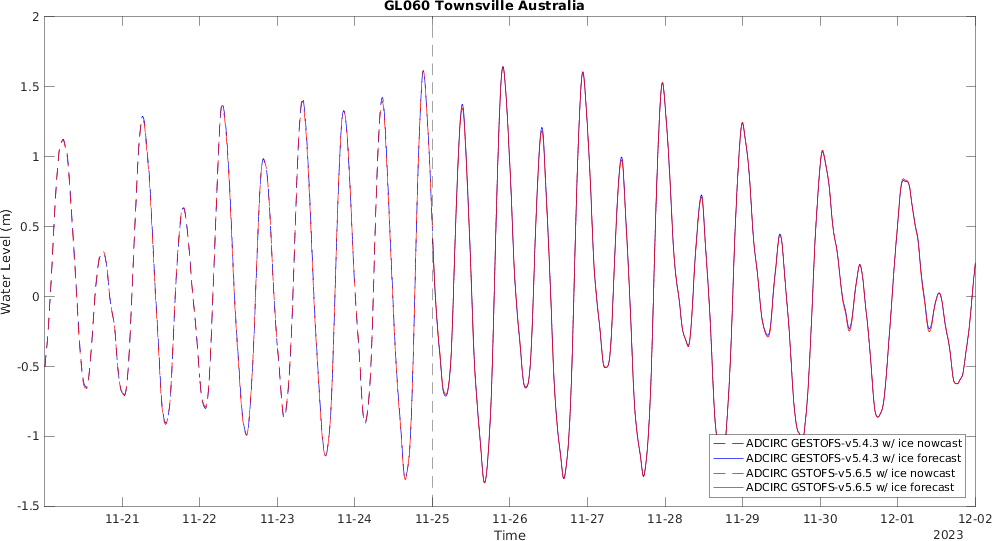 GL060 Townsville Australia
2
1.5
1
0.5
0
-0.5
-1
-1.5
Water Level (m)
ADCIRC GESTOFS-v5.4.3 w/ ice nowcast
ADCIRC GESTOFS-v5.4.3 w/ ice forecast
ADCIRC GSTOFS-v5.6.5 w/ ice nowcast
ADCIRC GSTOFS-v5.6.5 w/ ice forecast
11-21 11-22 11-23 11-24 11-25 11-26 11-27 11-28 11-29 11-30 12-01 12-02
Time
2023